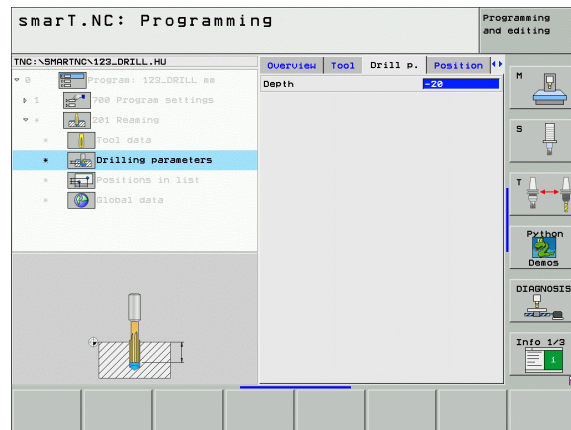 smarT.NC: Programming
Programming
and editing
TNC:\SMARTNC\123_DRILL.HU
Overview Tool Drill p. Position
Depth -20
0 Program: 123_DRILL mm
1 700 Program settings
* 201 Reaming
* Tool data
* Drilling parameters
* Positions in list
* Global data
M
S
T
Python
Demos
DIAGNOSIS
Info 1/3